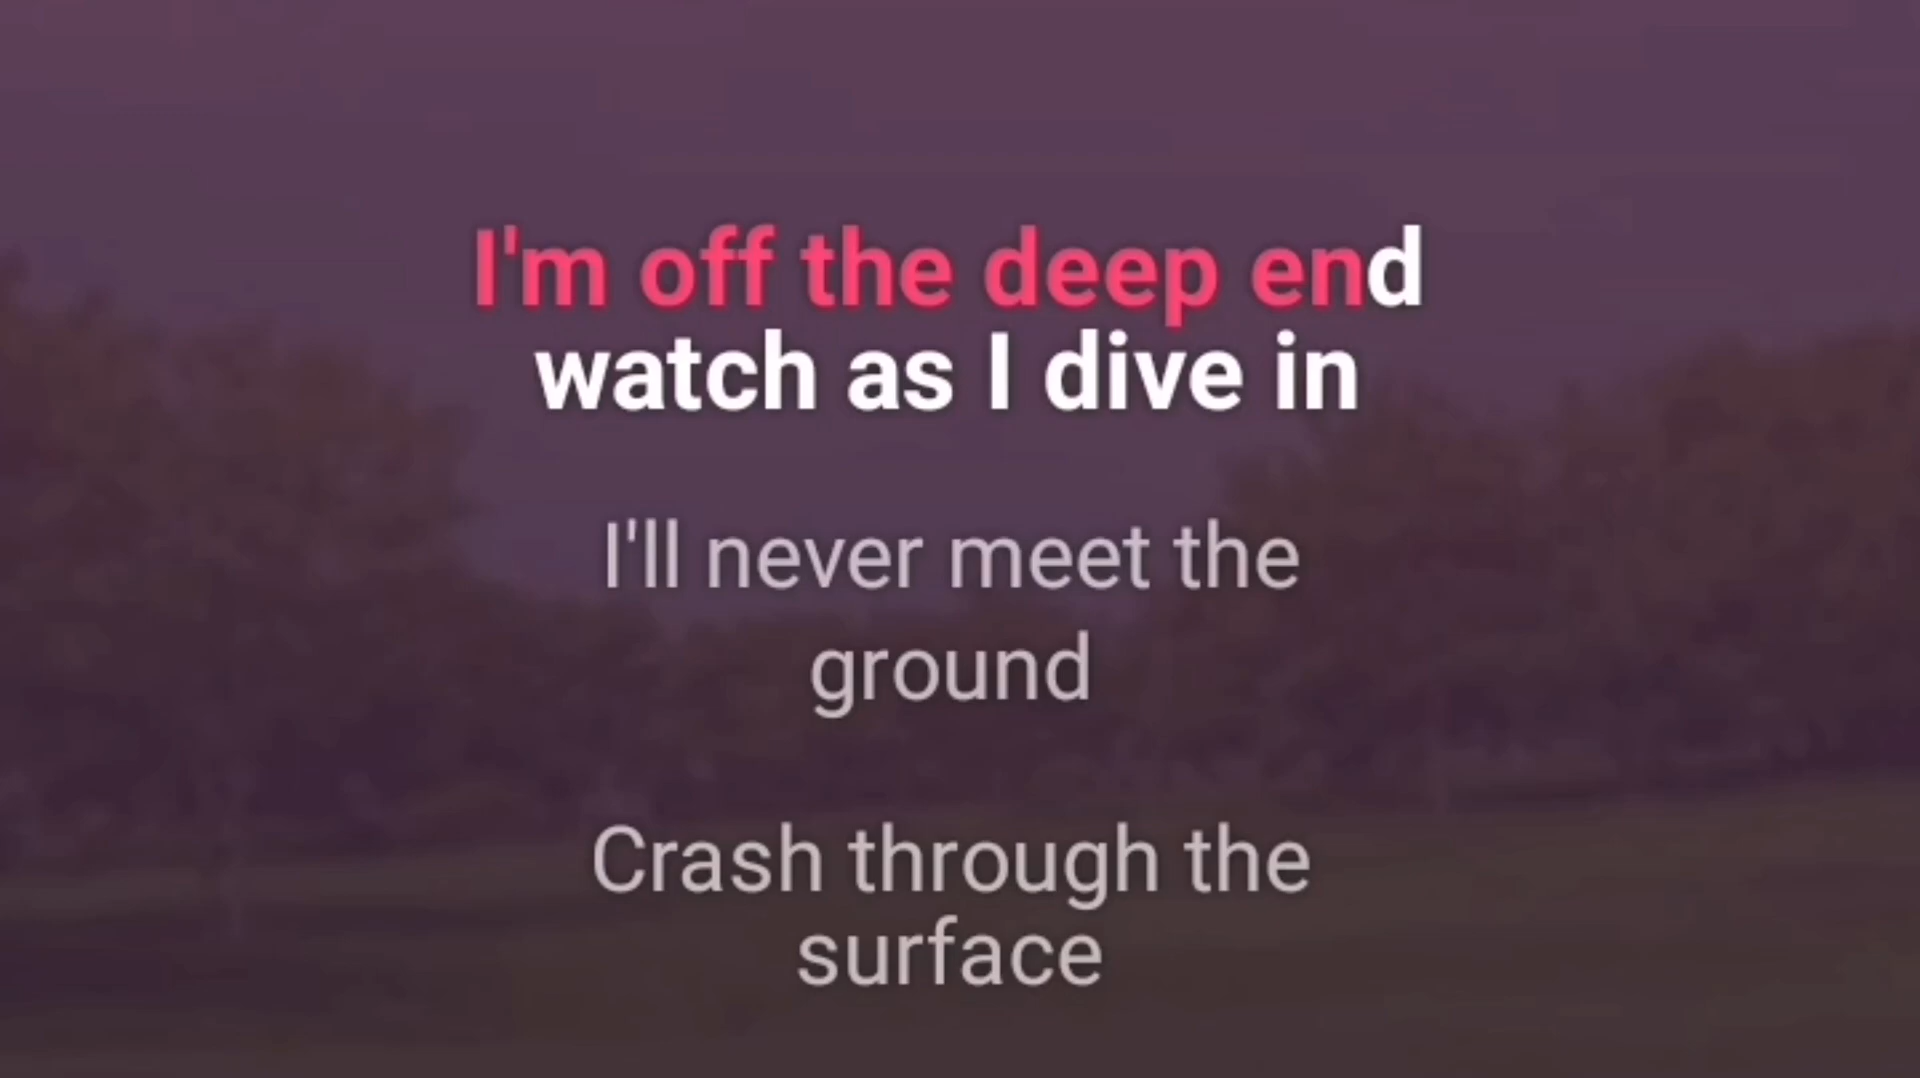 I'm off the deep end
watch as I dive in
I'll never meet the
ground
Crash through the
surface